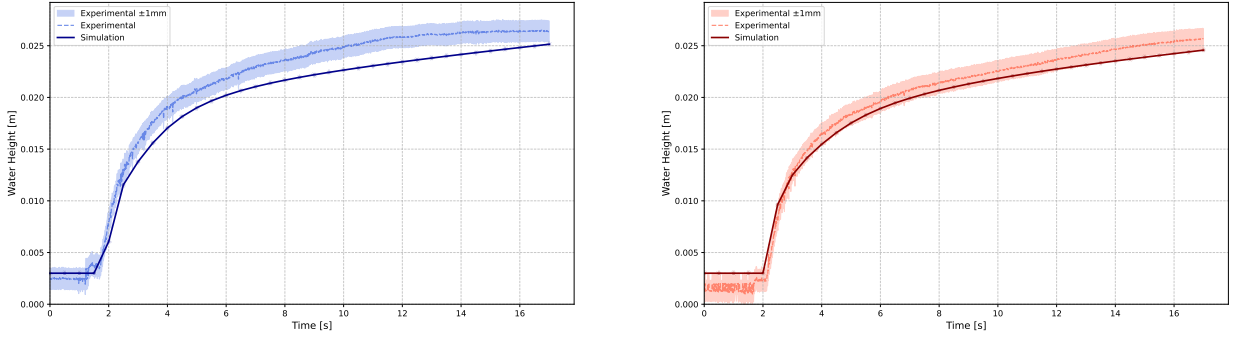 Experimental ±1mm
Experimental
Simulation
Water Height [m]
0.025
0.020
0.015
0.010
0.005
0.000
0 2 4 6 8 10 12 14 16
Time [s]
Experimental ±1mm
Experimental
Simulation
Water Height [m]
0.025
0.020
0.015
0.010
0.005
0.000
0 2 4 6 8 10 12 14 16
Time [s]